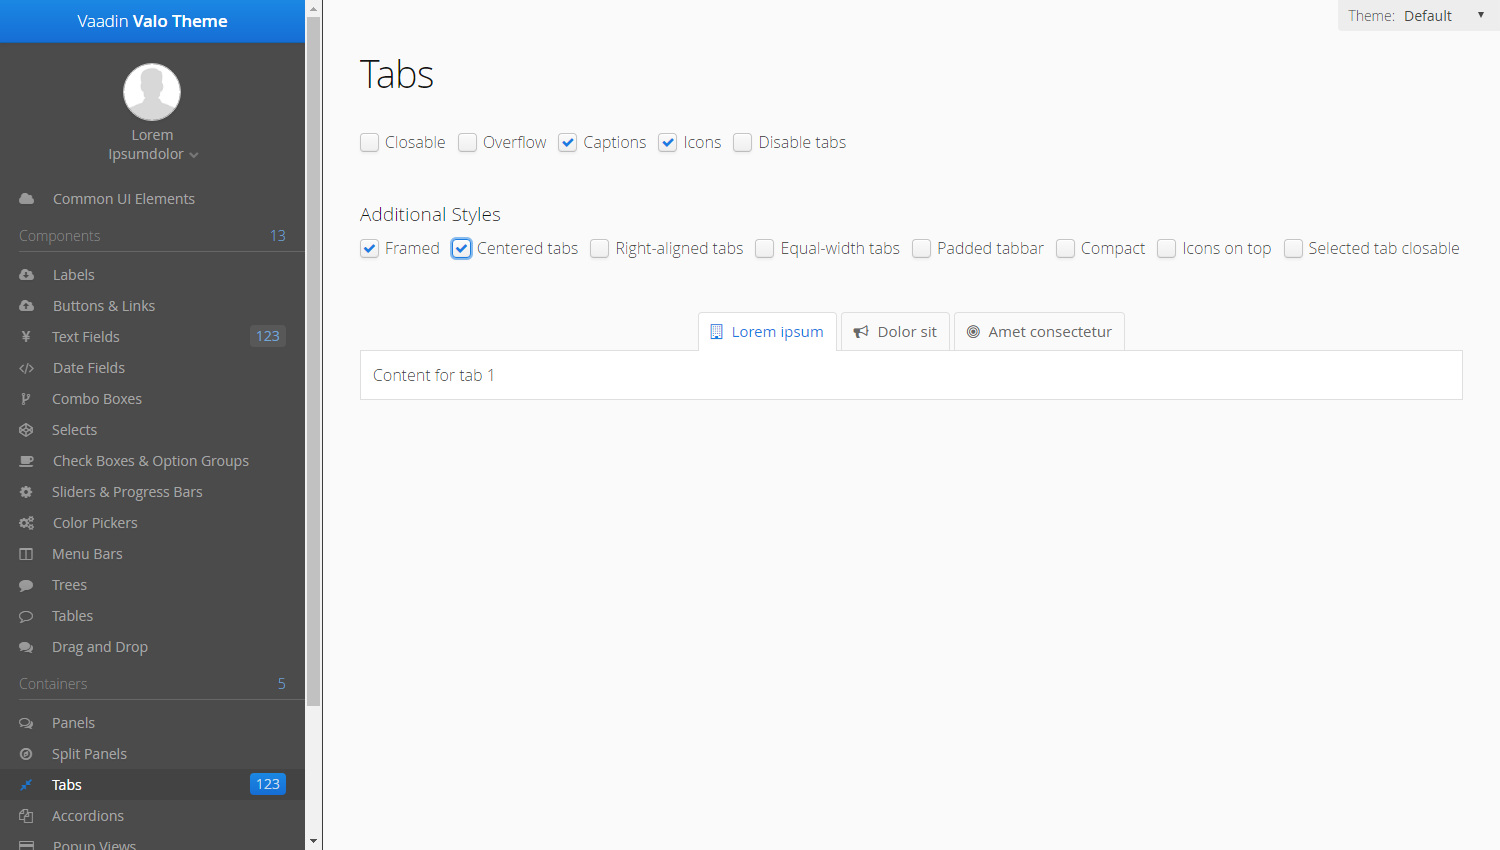 Vaadin Valo Theme
Lorem
Ipsumdolor
Common UI Elements
Components 13
Labels
Buttons & Links
Text Fields 123
Date Fields
Combo Boxes
Selects
Check Boxes & Option Groups
Sliders & Progress Bars
Color Pickers
Menu Bars
Trees
Tables
Drag and Drop
Containers 5
Panels
Split Panels
Tabs 123
Accordions
Popup Views
Theme: Default
Tabs
Closable Overflow Captions Icons Disable tabs
Additional Styles
Framed Centered tabs Right-aligned tabs Equal-width tabs Padded tabbar Compact Icons on top Selected tab closable
Lorem ipsum Dolor sit Amet consectetur
Content for tab 1